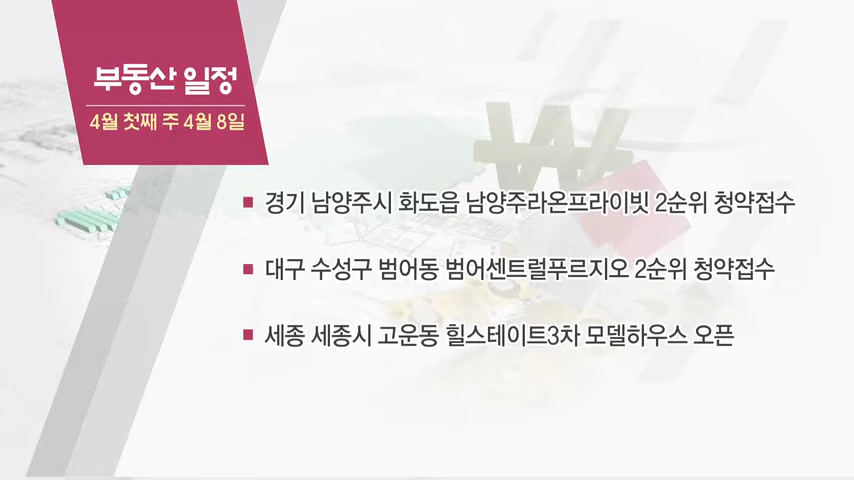 부동산 일정
4월 첫째 주 4월 8일
경기 남양주시 화도읍 남양주라온프라이빗 2순위 청약접수
대구 수성구 범어동 범어센트럴푸르지오 2순위 청약접수
세종 세종시 고운동 힐스테이트3차 모델하우스 오픈